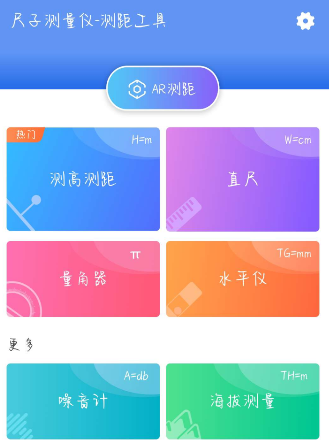 尺子测量仪-测距工具
AR测距
热门
H=m
测高测距
W=cm
直尺
π
量角器
TG=mm
水平仪
更多
A=db
噪音计
TH=m
海拔测量